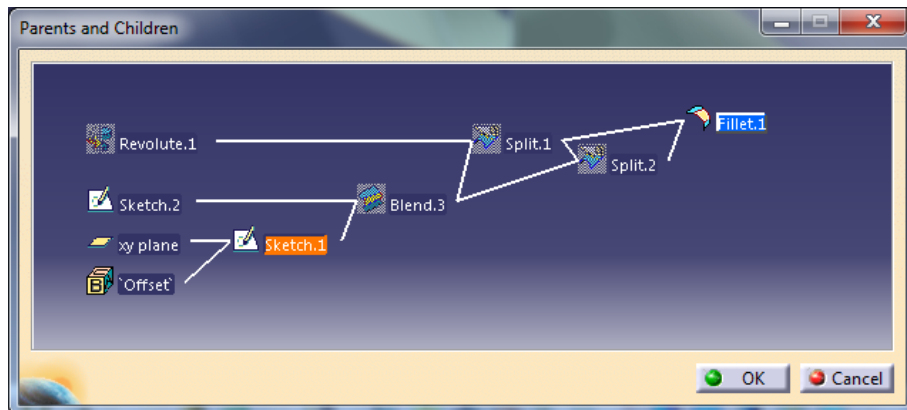 Parents and Children
Fillet.1
Revolute.1
Split.1
Split.2
Sketch.2
Blend.3
xy plane
Sketch.1
B
`Offset`
OK
Cancel